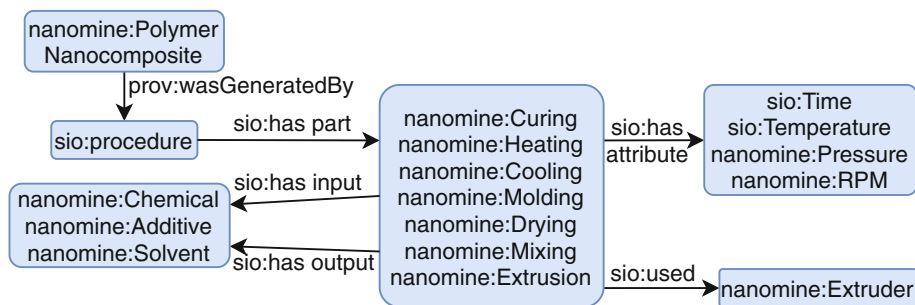 nanomine:Polymer
Nanocomposite
prov:wasGeneratedBy
sio:procedure
sio:has part
nanomine:Curing
nanomine:Heating
nanomine:Cooling
nanomine:Molding
nanomine:Drying
nanomine:Mixing
nanomine:Extrusion
sio:has
attribute
sio:Time
sio:Temperature
nanomine:Pressure
nanomine:RPM
sio:has input
nanomine:Chemical
nanomine:Additive
nanomine:Solvent
sio:has output
sio:used
nanomine:Extruder